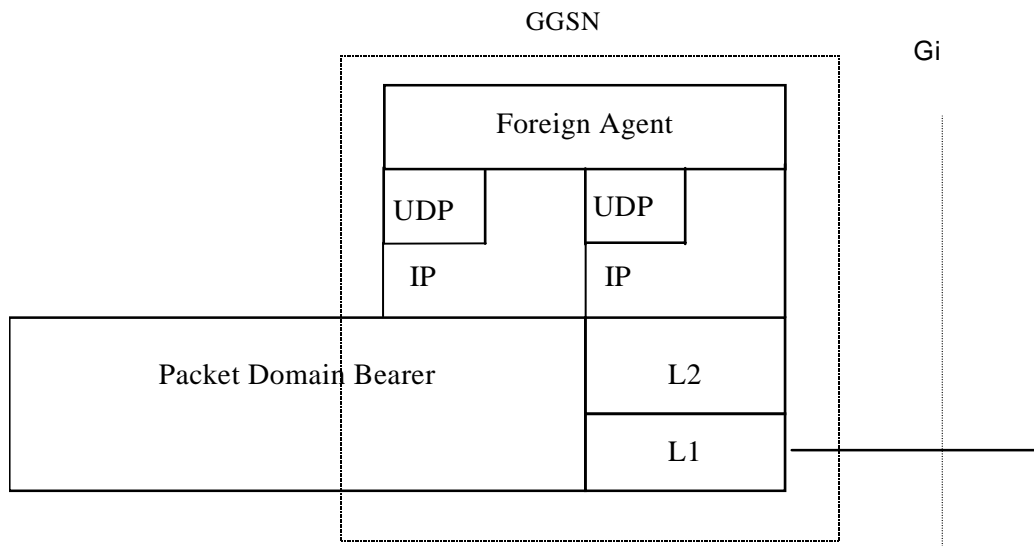 GGSN
Gi
Foreign Agent
UDP
UDP
IP
IP
Packet Domain Bearer
L2
L1